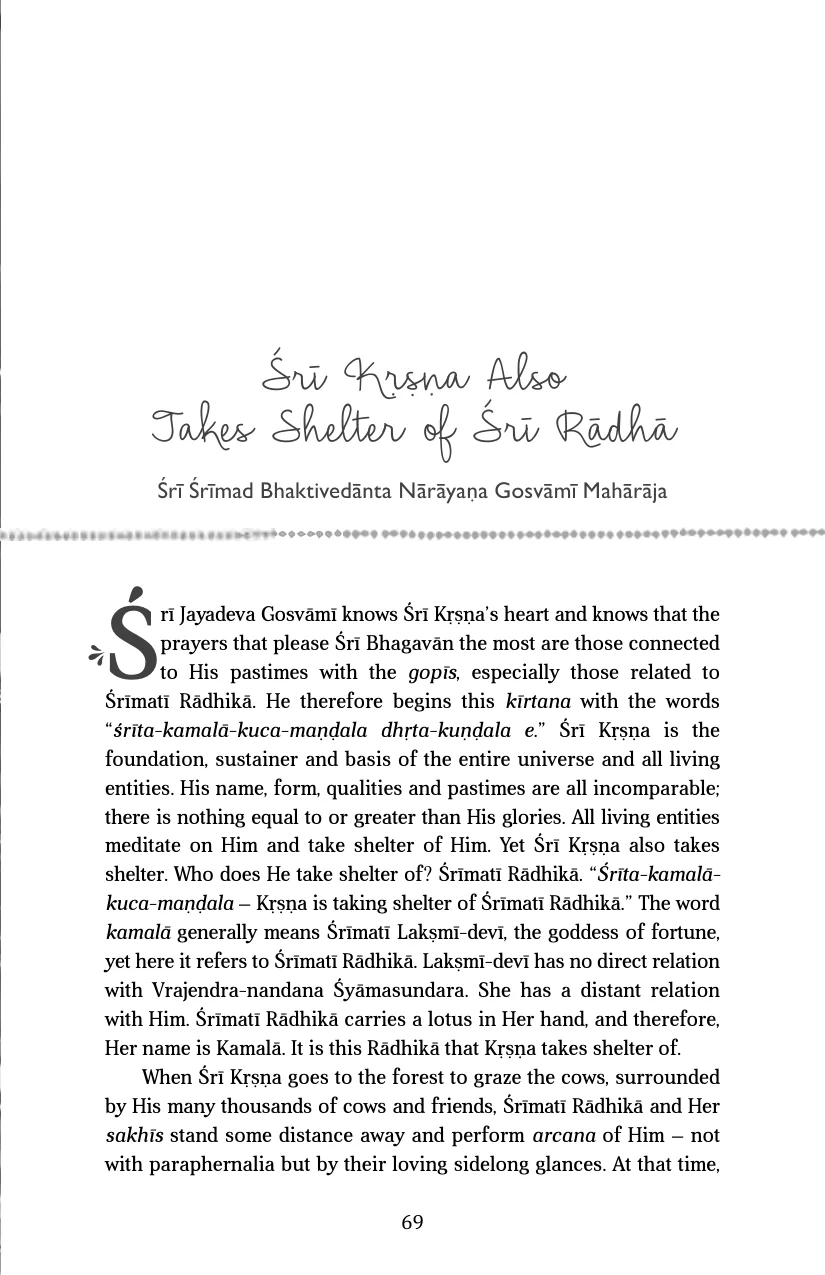 Śrī Kṛṣṇa Also
Takes Shelter of Śrī Rādhā
Śrī Śrīmad Bhaktivedānta Nārāyaṇa Gosvāmī Mahārāja
Śrī Jayadeva Gosvāmī knows Śrī Kṛṣṇa’s heart and knows that the
prayers that please Śrī Bhagavān the most are those connected
to His pastimes with the gopīs, especially those related to
Śrīmatī Rādhikā. He therefore begins this kīrtana with the words
“śrīta-kamalā-kuca-maṇḍala dhṛta-kuṇḍala e.” Śrī Kṛṣṇa is the
foundation, sustainer and basis of the entire universe and all living
entities. His name, form, qualities and pastimes are all incomparable;
there is nothing equal to or greater than His glories. All living entities
meditate on Him and take shelter of Him. Yet Śrī Kṛṣṇa also takes
shelter. Who does He take shelter of? Śrīmatī Rādhikā. “Śrīta-kamalā-
kuca-maṇḍala – Kṛṣṇa is taking shelter of Śrīmatī Rādhikā.” The word
kamalā generally means Śrīmatī Lakṣmī-devī, the goddess of fortune,
yet here it refers to Śrīmatī Rādhikā. Lakṣmī-devī has no direct relation
with Vrajendra-nandana Śyāmasundara. She has a distant relation
with Him. Śrīmatī Rādhikā carries a lotus in Her hand, and therefore,
Her name is Kamalā. It is this Rādhikā that Kṛṣṇa takes shelter of.
When Śrī Kṛṣṇa goes to the forest to graze the cows, surrounded
by His many thousands of cows and friends, Śrīmatī Rādhikā and Her
sakhīs stand some distance away and perform arcana of Him – not
with paraphernalia but by their loving sidelong glances. At that time,
69